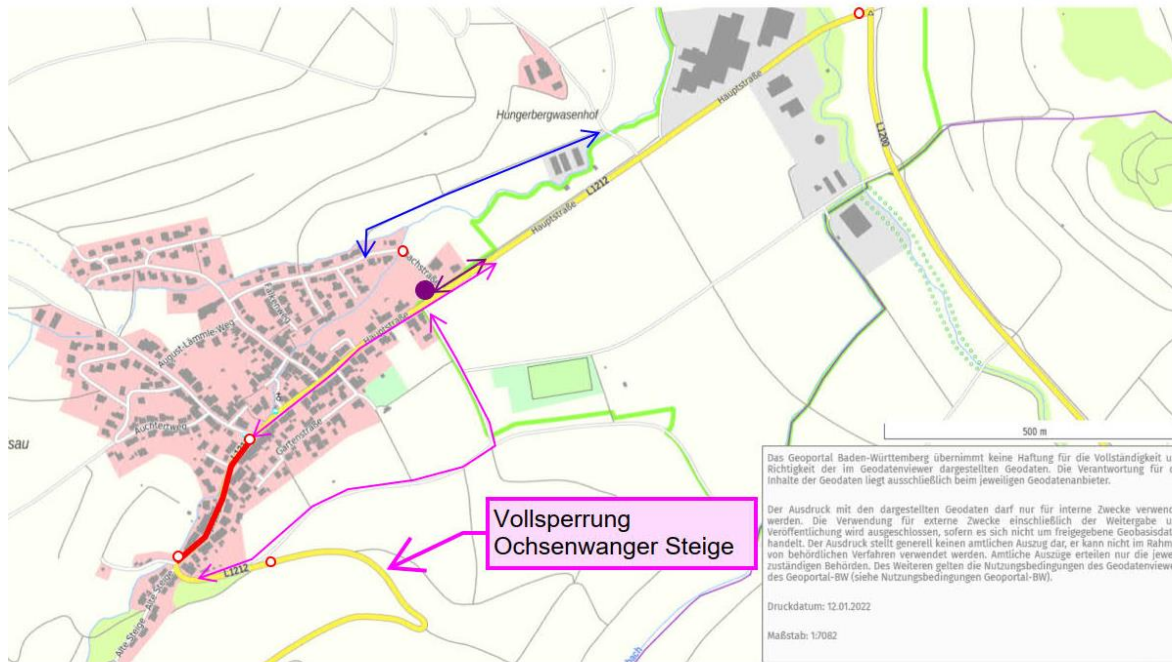 Hauptstraße
Hungerbergwasenhof
L1200
L1212
Hauptstraße
achstraße
August-Lämmle-Weg
Hauptstraße
Auchtertweg
sau
Gartenstraße
500 m
Vollsperrung
Ochsenwanger Steige
L1212
Alte Steige
Alte Steige
bach
Das Geoportal Baden-Württemberg übernimmt keine Haftung für die Vollständigkeit u
Richtigkeit der im Geodatenviewer dargestellten Geodaten. Die Verantwortung für d
Inhalte der Geodaten liegt ausschließlich beim jeweiligen Geodatenanbieter.
Der Ausdruck mit den dargestellten Geodaten darf nur für interne Zwecke verwend
werden. Die Verwendung für externe Zwecke einschließlich der Weitergabe u
Veröffentlichung wird ausgeschlossen, sofern es sich nicht um freigegebene Geobasisdat
handelt. Der Ausdruck stellt generell keinen amtlichen Auszug dar, er kann nicht im Rahm
von behördlichen Verfahren verwendet werden. Amtliche Auszüge erteilen nur die jewe
zuständigen Behörden. Des Weiteren gelten die Nutzungsbedingungen des Geodatenviewe
des Geoportal-BW (siehe Nutzungsbedingungen Geoportal-BW).
Druckdatum: 12.01.2022
Maßstab: 1:7082